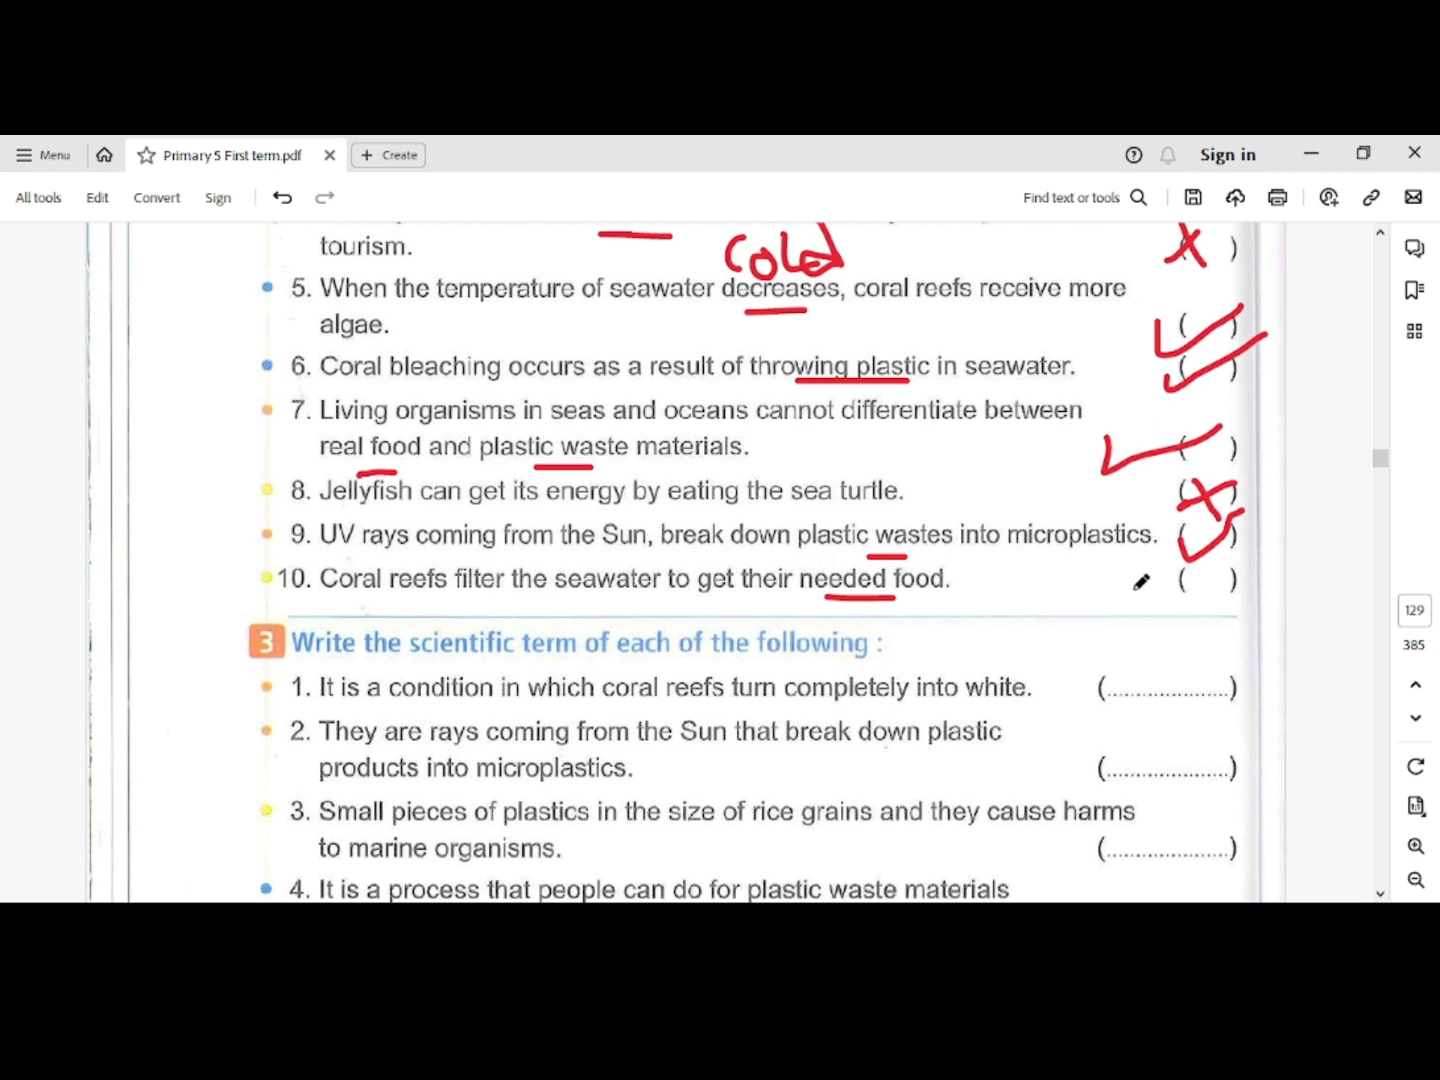 Menu
Primary 5 First term.pdf
Create
Sign in
All tools
Edit
Convert
Sign
Find text or tools
tourism. ( )
cold
5. When the temperature of seawater decreases, coral reefs receive more
algae. ( )
6. Coral bleaching occurs as a result of throwing plastic in seawater. ( )
7. Living organisms in seas and oceans cannot differentiate between
real food and plastic waste materials. ( )
8. Jellyfish can get its energy by eating the sea turtle. ( )
9. UV rays coming from the Sun, break down plastic wastes into microplastics. ( )
10. Coral reefs filter the seawater to get their needed food. ( )
3 Write the scientific term of each of the following :
1. It is a condition in which coral reefs turn completely into white. (.....................)
2. They are rays coming from the Sun that break down plastic
products into microplastics. (.....................)
3. Small pieces of plastics in the size of rice grains and they cause harms
to marine organisms. (.....................)
4. It is a process that people can do for plastic waste materials
129
385